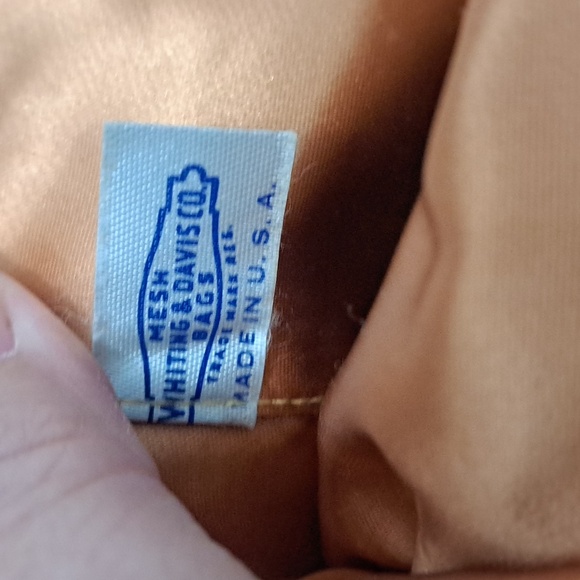 MESH
WHITING & DAVIS CO.
BAGS
TRADE MARK REG.
MADE IN U.S.A.